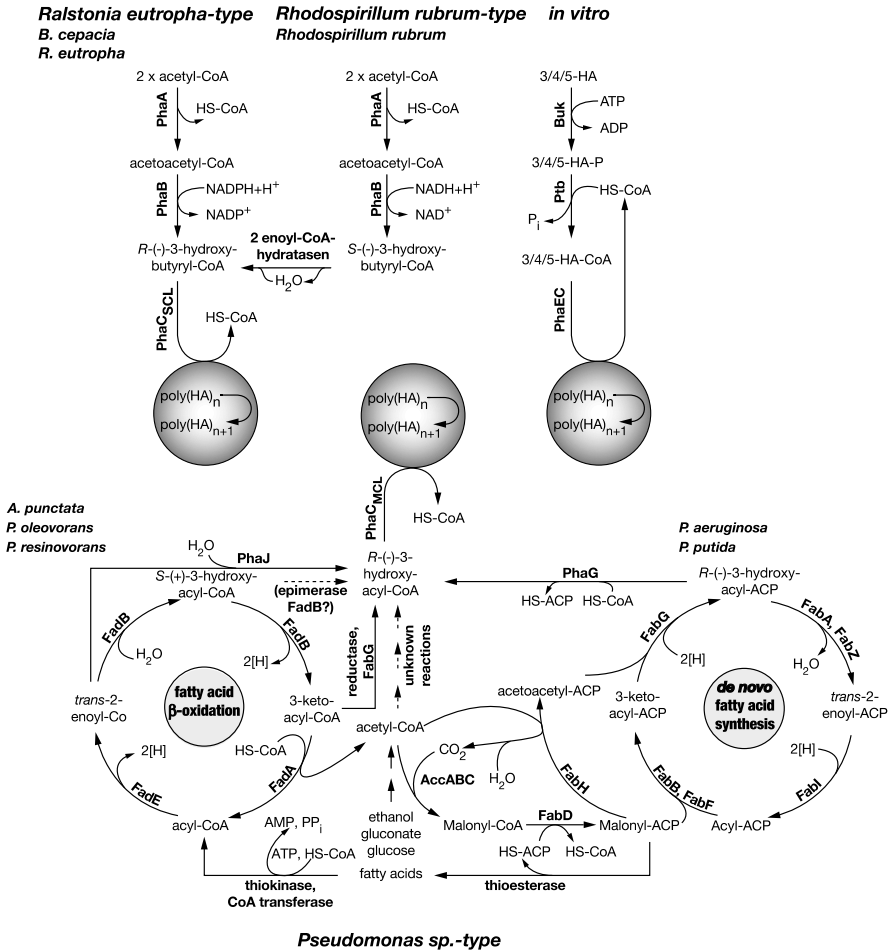 Ralstonia eutropha-type
B. cepacia
R. eutropha
Rhodospirillum rubrum-type
Rhodospirillum rubrum
in vitro
2 x acetyl-CoA
PhaA
HS-CoA
acetoacetyl-CoA
PhaB
NADPH+H+
NADP+
R-(-)-3-hydroxy-
butyryl-CoA
PhaCSCL
HS-CoA
poly(HA)n
poly(HA)n+1
2 enoyl-CoA-
hydratasen
H2O
2 x acetyl-CoA
PhaA
HS-CoA
acetoacetyl-CoA
PhaB
NADH+H+
NAD+
S-(-)-3-hydroxy-
butyryl-CoA
poly(HA)n
poly(HA)n+1
PhaCMCL
HS-CoA
3/4/5-HA
Buk
ATP
ADP
3/4/5-HA-P
Ptb
HS-CoA
Pi
3/4/5-HA-CoA
PhaEC
poly(HA)n
poly(HA)n+1
A. punctata
P. oleovorans
P. resinovorans
H2O
PhaJ
S-(+)-3-hydroxy-
acyl-CoA
(epimerase
FadB?)
R-(-)-3-
hydroxy-
acyl-CoA
FadB
H2O
FadB
2[H]
trans-2-
enoyl-Co
fatty acid
β-oxidation
3-keto-
acyl-CoA
reductase,
FabG
unknown
reactions
HS-CoA
FadA
2[H]
FadE
acyl-CoA
AMP, PPi
ATP, HS-CoA
thiokinase,
CoA transferase
acetyl-CoA
ethanol
gluconate
glucose
fatty acids
CO2
AccABC
H2O
Malonyl-CoA
FabD
HS-ACP
HS-CoA
Malonyl-ACP
thioesterase
FabH
acetoacetyl-ACP
P. aeruginosa
P. putida
PhaG
HS-ACP
HS-CoA
R-(-)-3-hydroxy-
acyl-ACP
FabG
2[H]
FabA, FabZ
H2O
3-keto-
acyl-ACP
de novo
fatty acid
synthesis
trans-2-
enoyl-ACP
2[H]
FabI
FabB, FabF
Acyl-ACP
Pseudomonas sp.-type